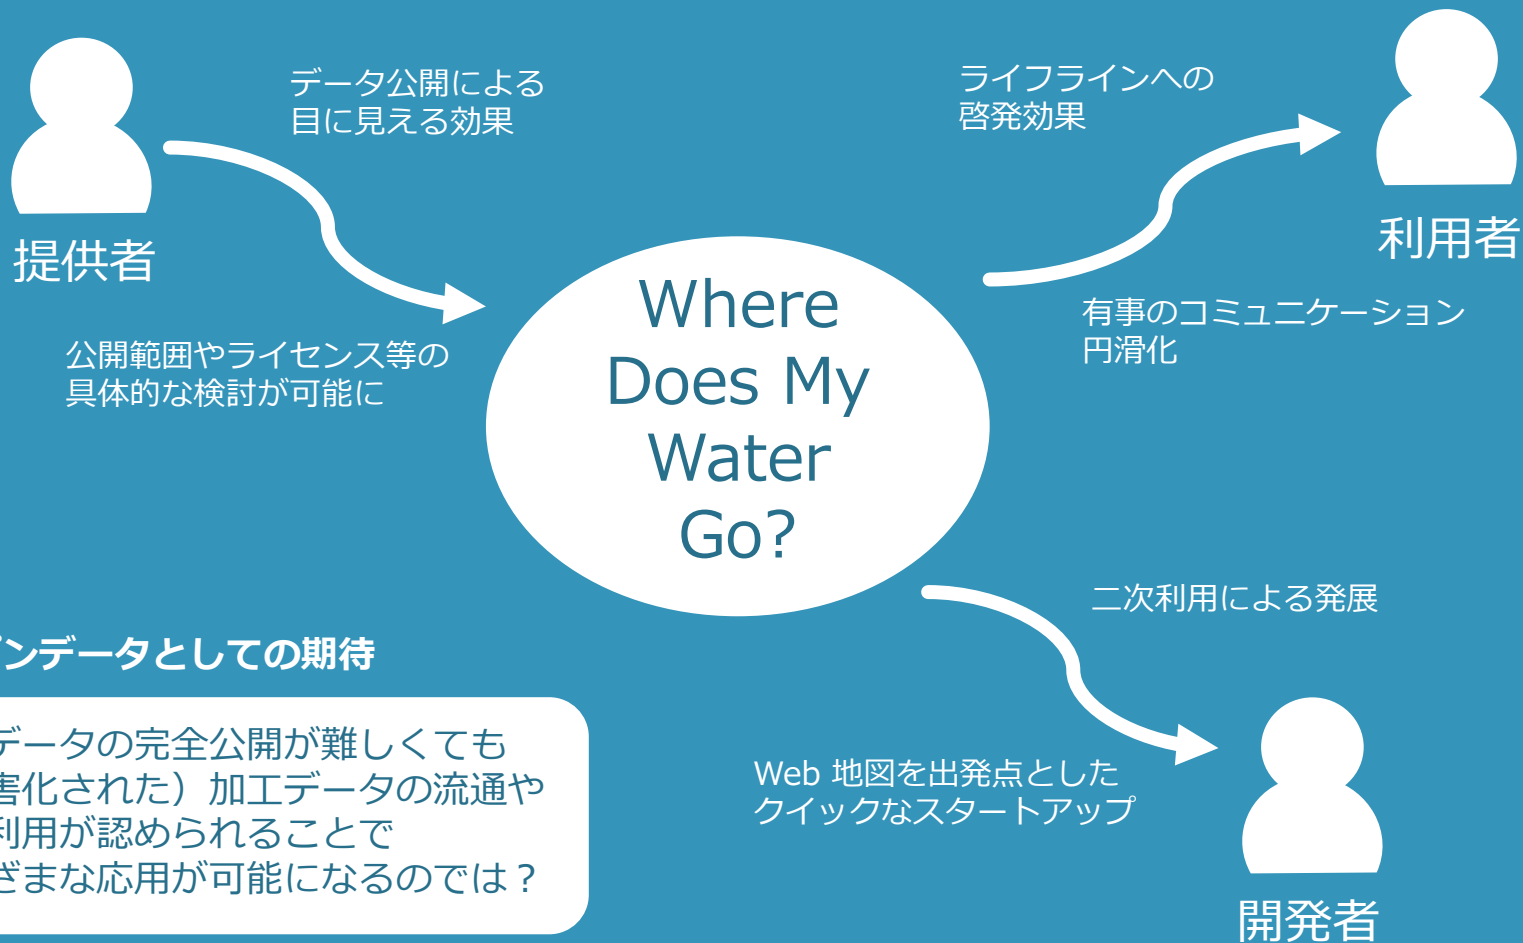 データ公開による
目に見える効果
提供者
公開範囲やライセンス等の
具体的な検討が可能に
Where
Does My
Water
Go?
ライフラインへの
啓発効果
利用者
有事のコミュニケーション
円滑化
二次利用による発展
Web 地図を出発点とした
クイックなスタートアップ
開発者
ンデータとしての期待
データの完全公開が難しくても
害化された）加工データの流通や
利用が認められることで
ざまな応用が可能になるのでは？